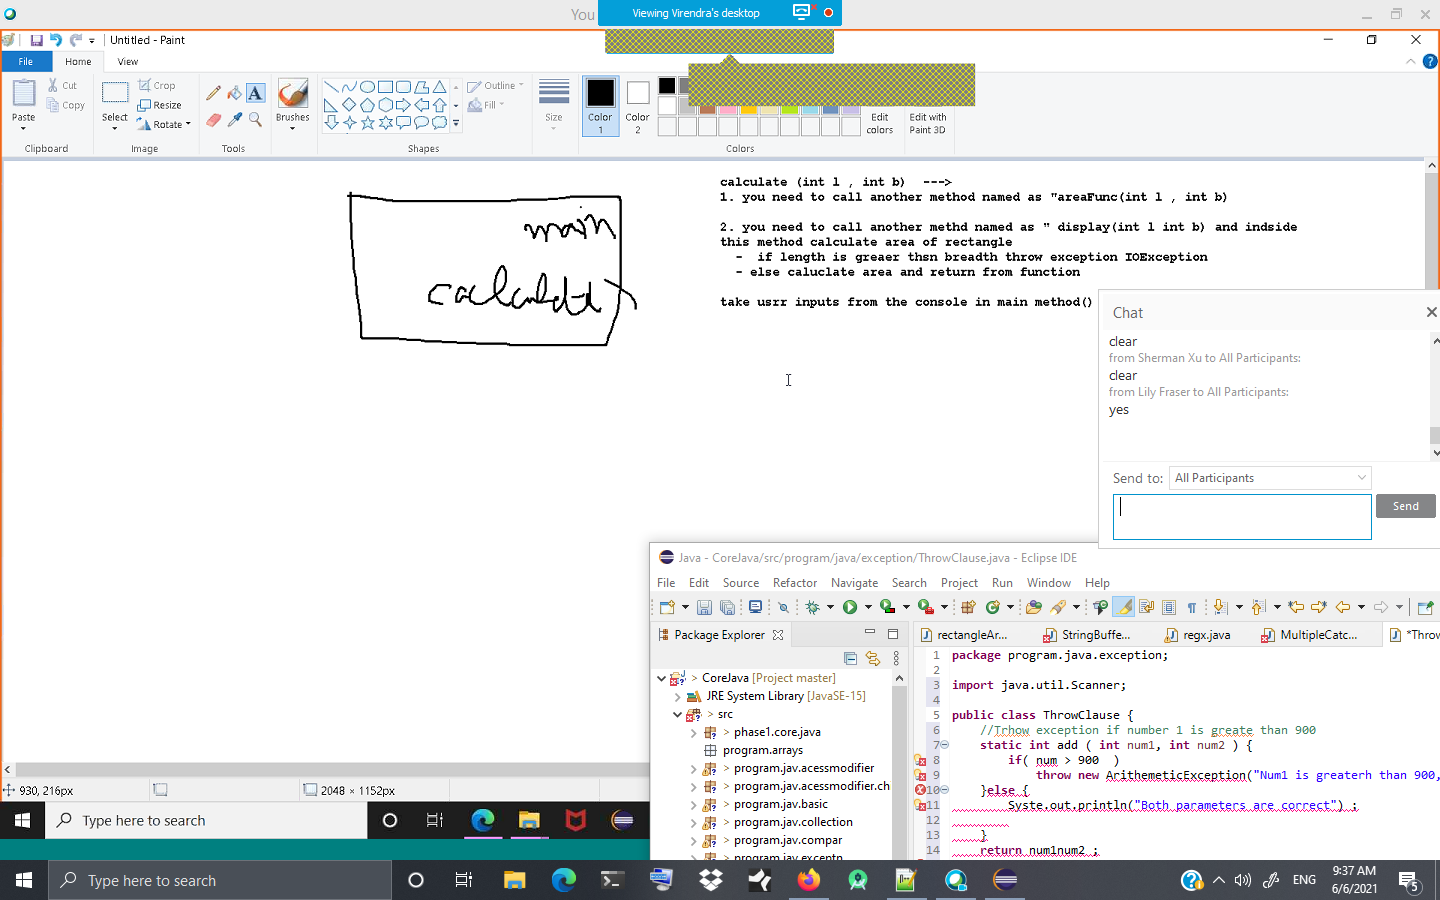 You
Viewing Virendra's desktop
Untitled - Paint
File
Home
View
Paste
Cut
Copy
Clipboard
Select
Crop
Resize
Rotate
Image
Tools
Brushes
Shapes
Outline
Fill
Size
Color 1
Color 2
Edit colors
Edit with Paint 3D
Colors
main
calculate
calculate (int l , int b)  --->
1. you need to call another method named as "areaFunc(int l , int b)
2. you need to call another methd named as " display(int l int b) and indside
this method calculate area of rectangle
-  if length is greaer thsn breadth throw exception IOException
- else caluclate area and return from function
take usrr inputs from the console in main method()
Chat
clear
from Sherman Xu to All Participants:
clear
from Lily Fraser to All Participants:
yes
Send to:
All Participants
Send
930, 216px
2048 × 1152px
Type here to search
Java - CoreJava/src/program/java/exception/ThrowClause.java - Eclipse IDE
File Edit Source Refactor Navigate Search Project Run Window Help
Package Explorer
rectangleAr...
StringBuffe...
regx.java
MultipleCatc...
*Throw
> CoreJava [Project master]
JRE System Library [JavaSE-15]
> src
> phase1.core.java
program.arrays
> program.jav.acessmodifier
> program.jav.acessmodifier.ch
> program.jav.basic
> program.jav.collection
> program.jav.compar
> program.jav.exceptn
1 package program.java.exception;
2
3 import java.util.Scanner;
4
5 public class ThrowClause {
6 //Trhow exception if number 1 is greate than 900
7 static int add ( int num1, int num2 ) {
8 if( num > 900  )
9 throw new ArithemeticException("Num1 is greaterh than 900,
10 }else {
11 Syste.out.println("Both parameters are correct") ;
12
13 }
14 return num1num2 ;
Type here to search
ENG
9:37 AM
6/6/2021
5